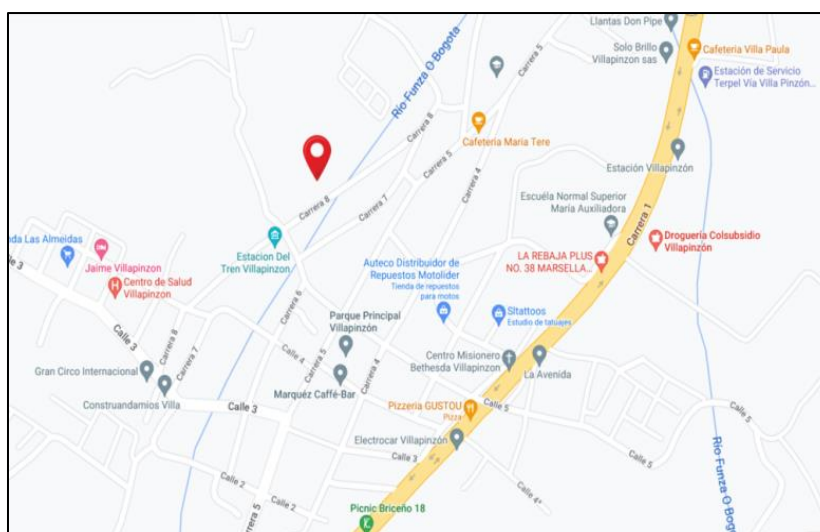 Llantas Don Pipe
Solo Brillo
Villapinzon sas
Cafeteria Villa Paula
Estación de Servicio
Terpel Vía Villa Pinzón...
Río Funza O Bogota
Carrera 5
Carrera 8
Cafeteria Maria Tere
Carrera 5
Estación Villapinzón
Carrera 4
Carrera 7
Carrera 8
Escuéla Normal Superior
María Auxiliadora
Carrera 1
Droguería Colsubsidio
Villapinzón
nda Las Almeidas
Calle 3
Jaime Villapinzon
Centro de Salud
Villapinzon
Estacion Del
Tren Villapinzón
LA REBAJA PLUS
NO. 38 MARSELLA...
Auteco Distribuidor de
Repuestos Motolider
Tienda de repuestos
para motos
Sltattoos
Estudio de tatuajes
Carrera 6
Parque Principal
Villapinzón
Calle 3
Carrera 8
Carrera 7
Calle 4
Carrera 5
Carrera 4
Centro Misionero
Bethesda Villapinzon
La Avenida
Gran Circo Internacional
Marquéz Caffé-Bar
Construandamios Villa
Calle 3
Pizzeria GUSTOU
Pizza
Calle 5
Calle 5
Electrocar Villapinzón
Calle 3
Calle 5
Río Funza O Bogota
Calle 2
Calle 2
Carrera 5
Calle 4ª
Picnic Briceño 18